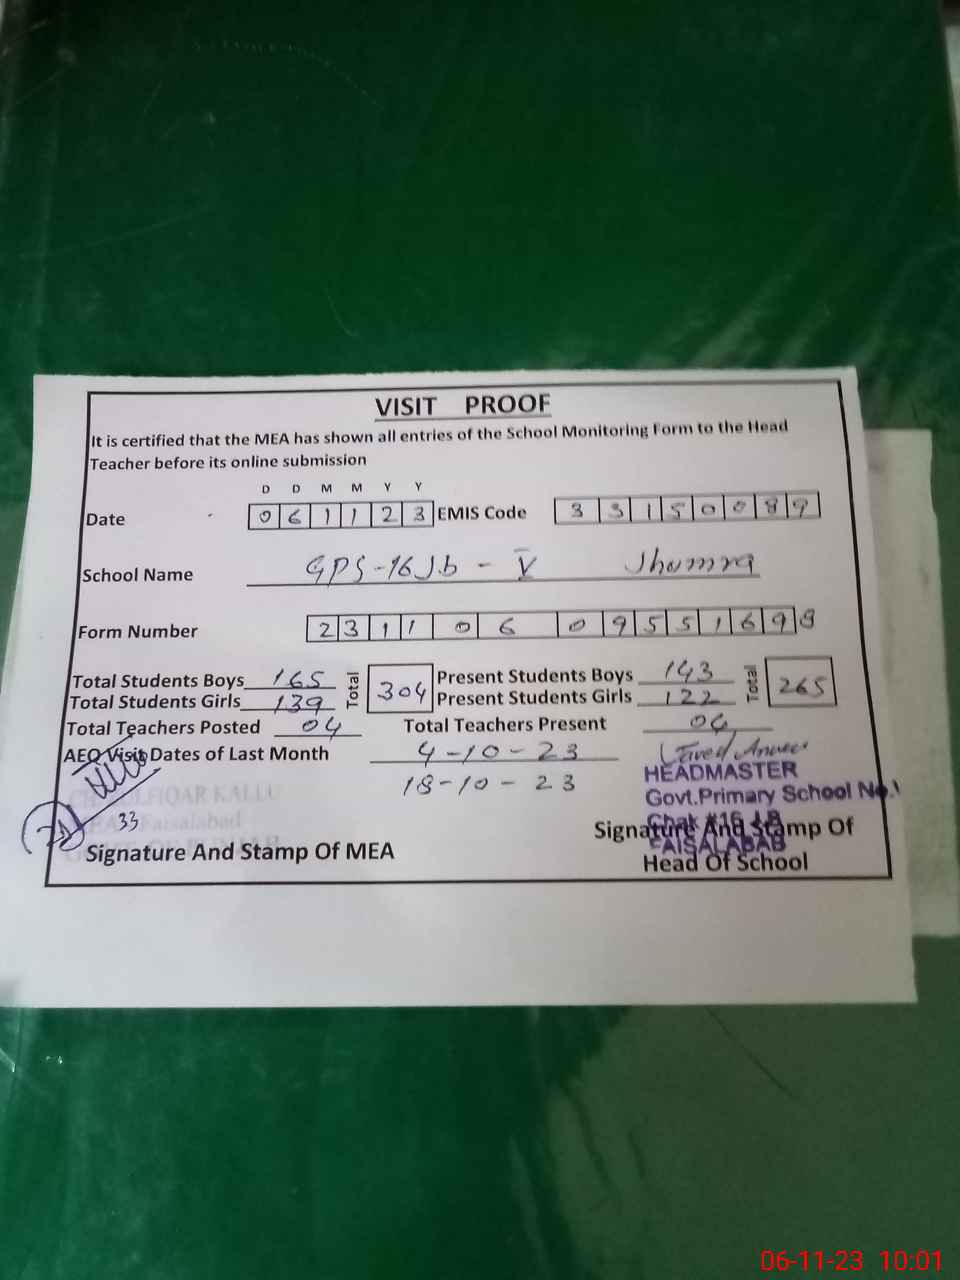 VISIT PROOF
It is certified that the MEA has shown all entries of the School Monitoring Form to the Head
Teacher before its online submission
D D M M Y Y
Date 0 6 1 1 2 3 EMIS Code 3 3 1 5 0 0 8 9
School Name GPS-16Jb - V Jhumra
Form Number 2 3 1 1 0 6 0 9 5 5 1 6 9 8
Total Students Boys 165 Total 304 Present Students Boys 143 Total 265
Total Students Girls 139 Present Students Girls 122
Total Teachers Posted 04 Total Teachers Present 04
AEO Visit Dates of Last Month 4-10-23
18-10-23
HEADMASTER
Govt.Primary School No.
Chak #16 J.B
FAISALABAD
ZULFIQAR KALLU
MEA Faisalabad
33
Signature And Stamp Of MEA
Signature And Stamp Of
Head Of School
06-11-23 10:01